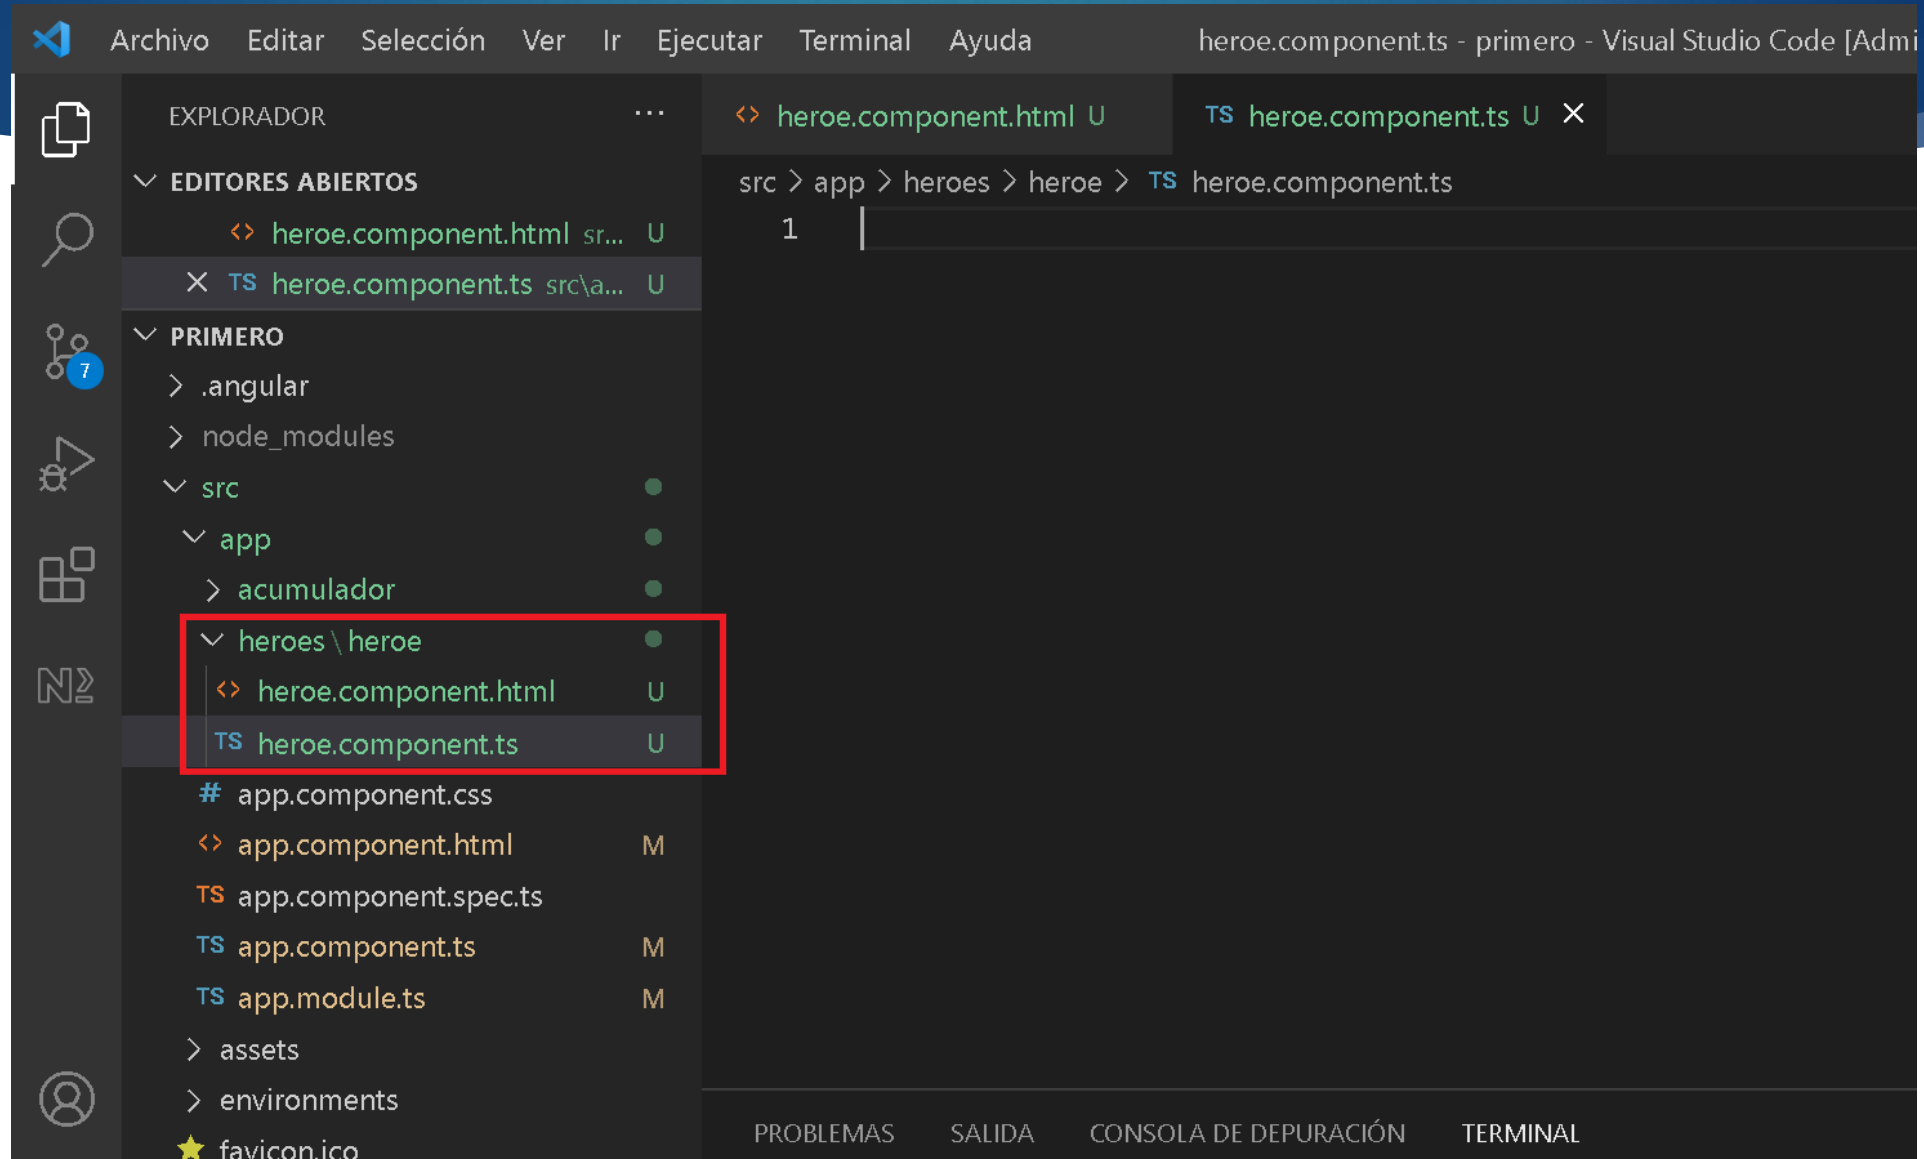 Archivo Editar Selección Ver Ir Ejecutar Terminal Ayuda heroe.component.ts - primero - Visual Studio Code [Admi
EXPLORADOR ...
EDITORES ABIERTOS
<> heroe.component.html sr... U
TS heroe.component.ts src\a... U
PRIMERO
> .angular
> node_modules
src
app
> acumulador
heroes \ heroe
<> heroe.component.html U
TS heroe.component.ts U
# app.component.css
<> app.component.html M
TS app.component.spec.ts
TS app.component.ts M
TS app.module.ts M
> assets
> environments
favicon.ico
7
<> heroe.component.html U TS heroe.component.ts U
src > app > heroes > heroe > TS heroe.component.ts
1
PROBLEMAS SALIDA CONSOLA DE DEPURACIÓN TERMINAL